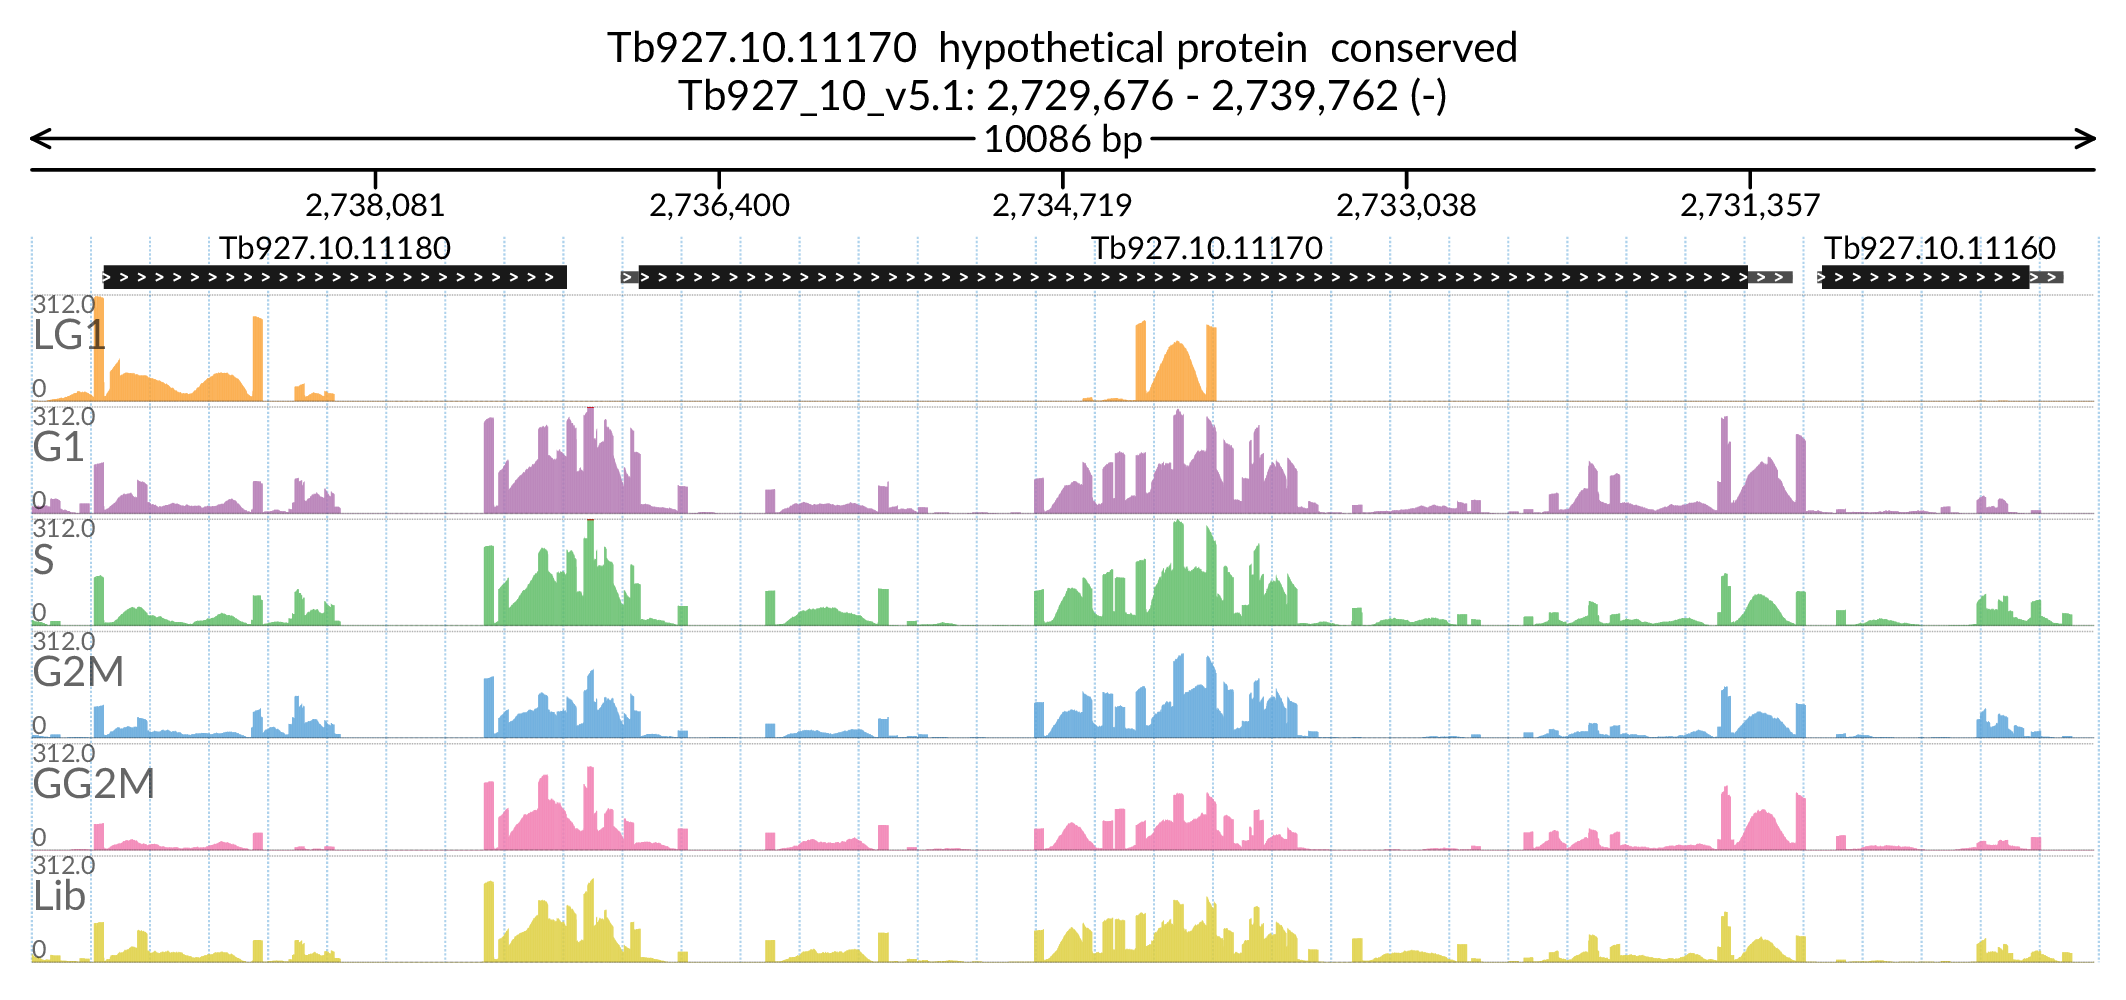 Tb927.10.11170 hypothetical protein conserved
Tb927_10_v5.1: 2,729,676 - 2,739,762 (-)
10086 bp
2,738,081 2,736,400 2,734,719 2,733,038 2,731,357
Tb927.10.11180 Tb927.10.11170 Tb927.10.11160
312.0
LG1
0
312.0
G1
0
312.0
S
0
312.0
G2M
0
312.0
GG2M
0
312.0
Lib
0